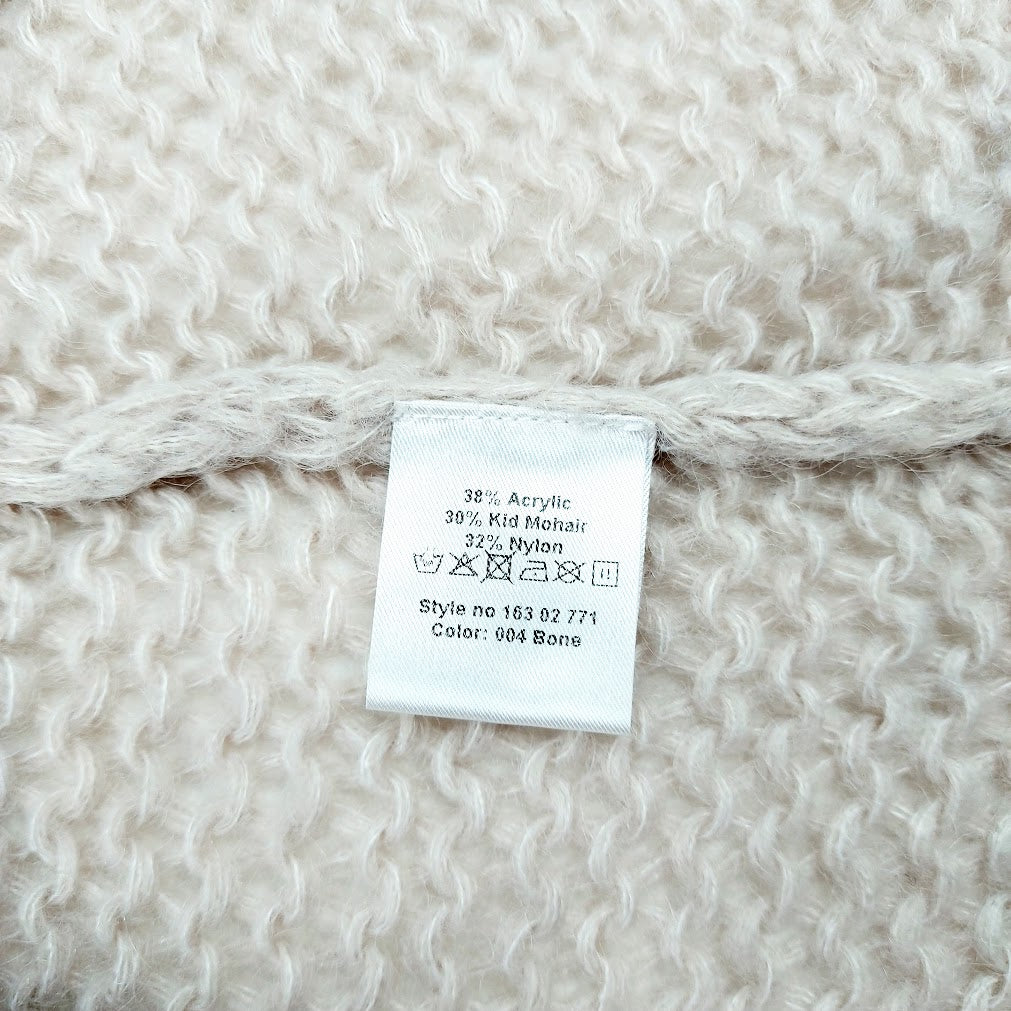 38% Acrylic
30% Kid Mohair
32% Nylon
Style no 163 02 771
Color: 004 Bone